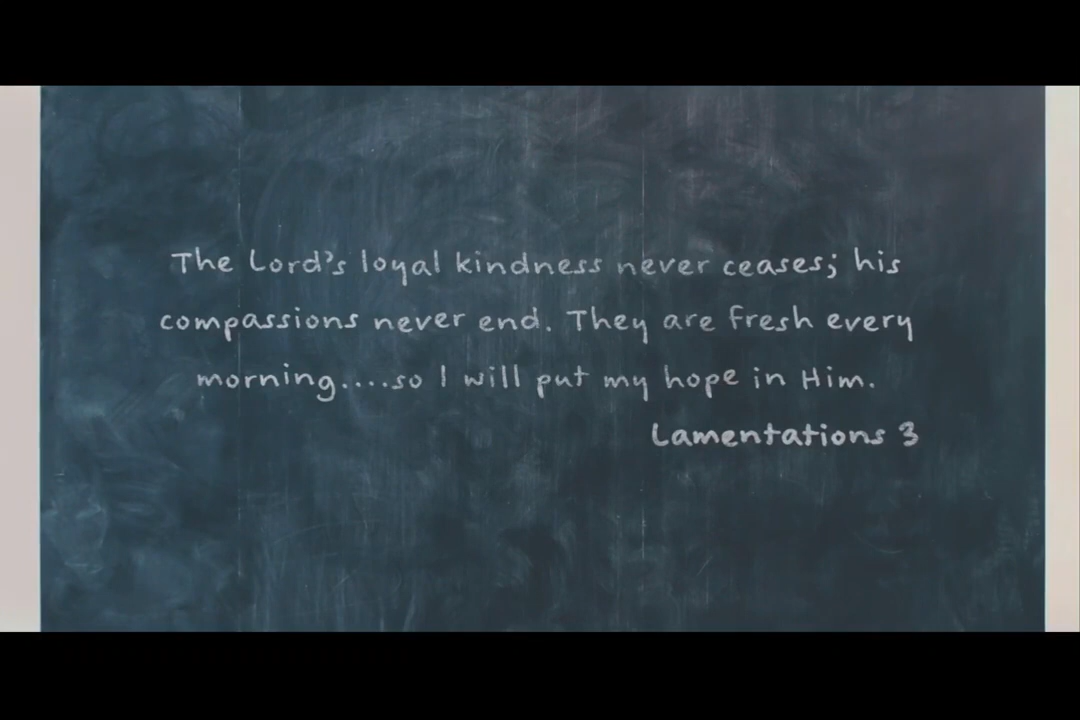 The Lord's loyal kindness never ceases; his
compassions never end. They are fresh every
morning....so I will put my hope in Him.
Lamentations 3